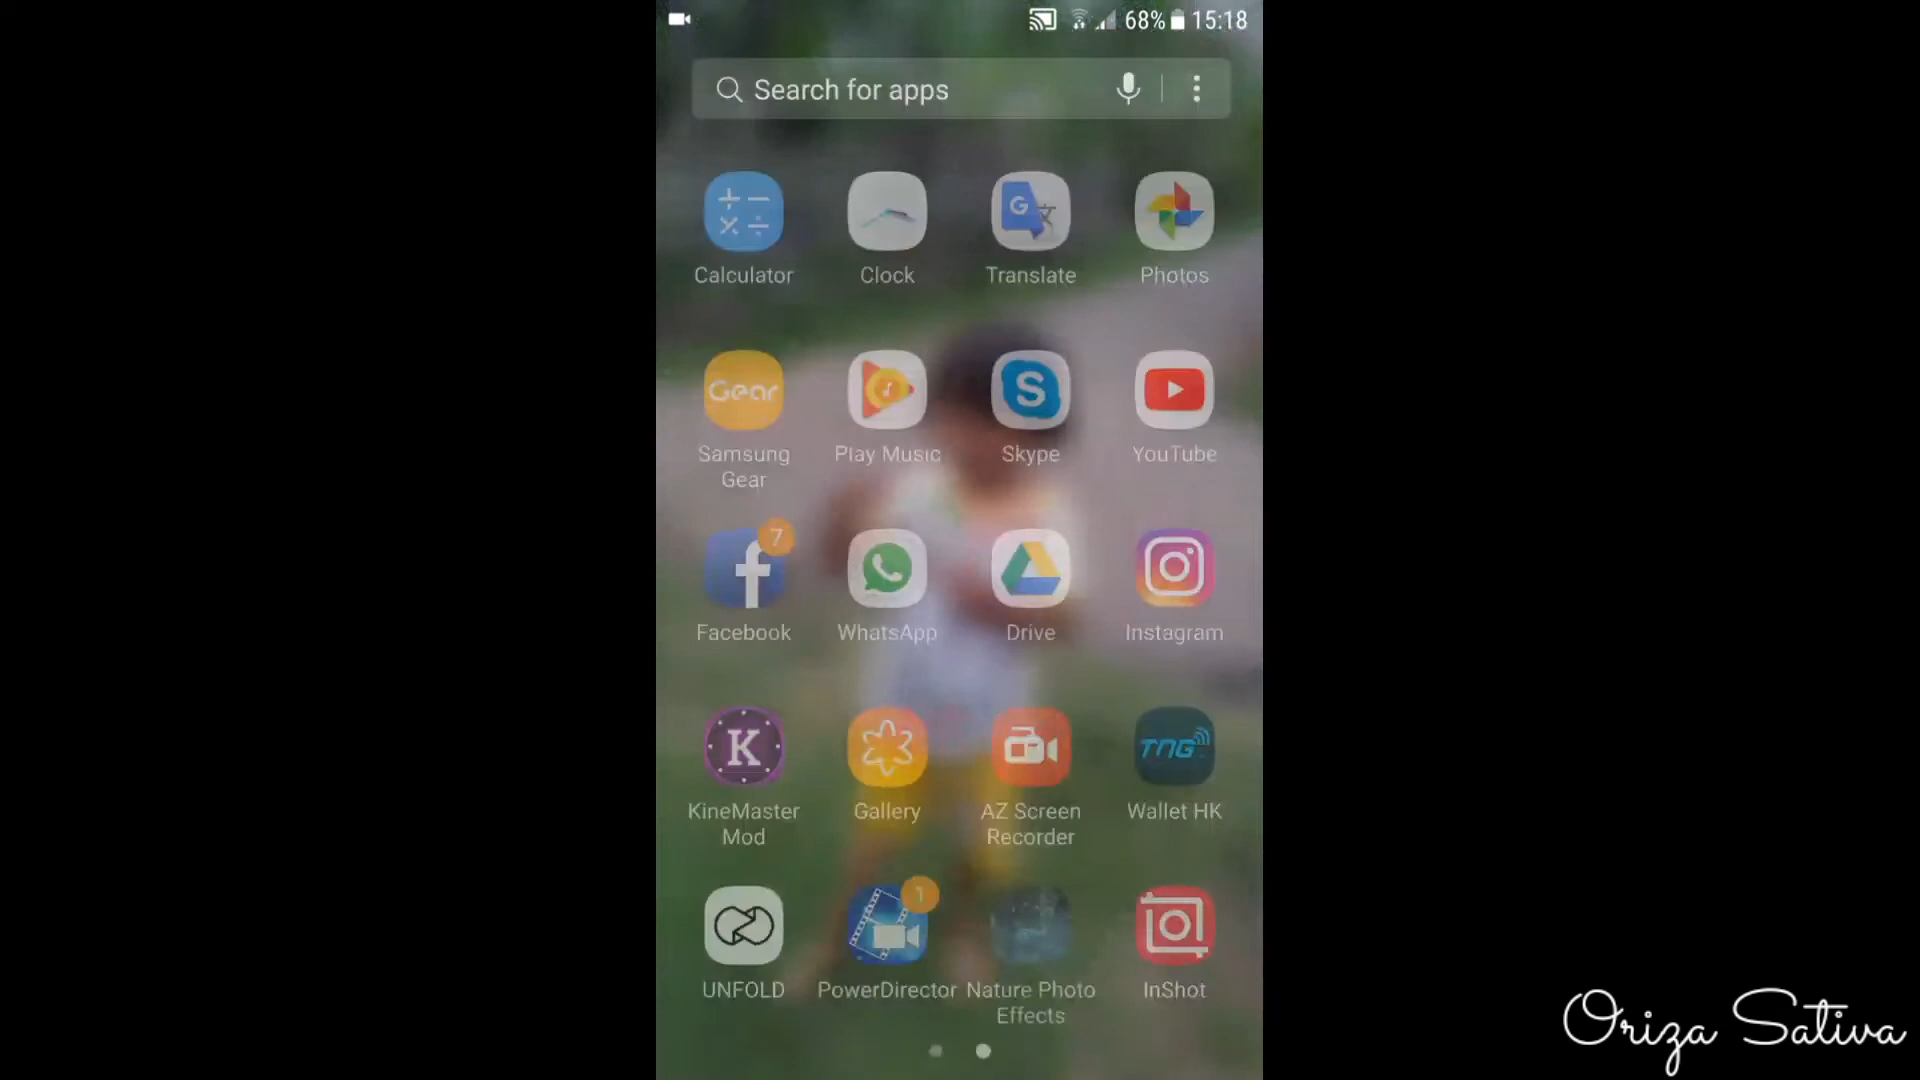 68% 15:18
Search for apps
Calculator Clock Translate Photos
Gear
Samsung Gear Play Music Skype YouTube
7
Facebook WhatsApp Drive Instagram
K TNG
KineMaster Mod Gallery AZ Screen Recorder Wallet HK
1
UNFOLD PowerDirector Nature Photo Effects InShot
Oriza Sativa